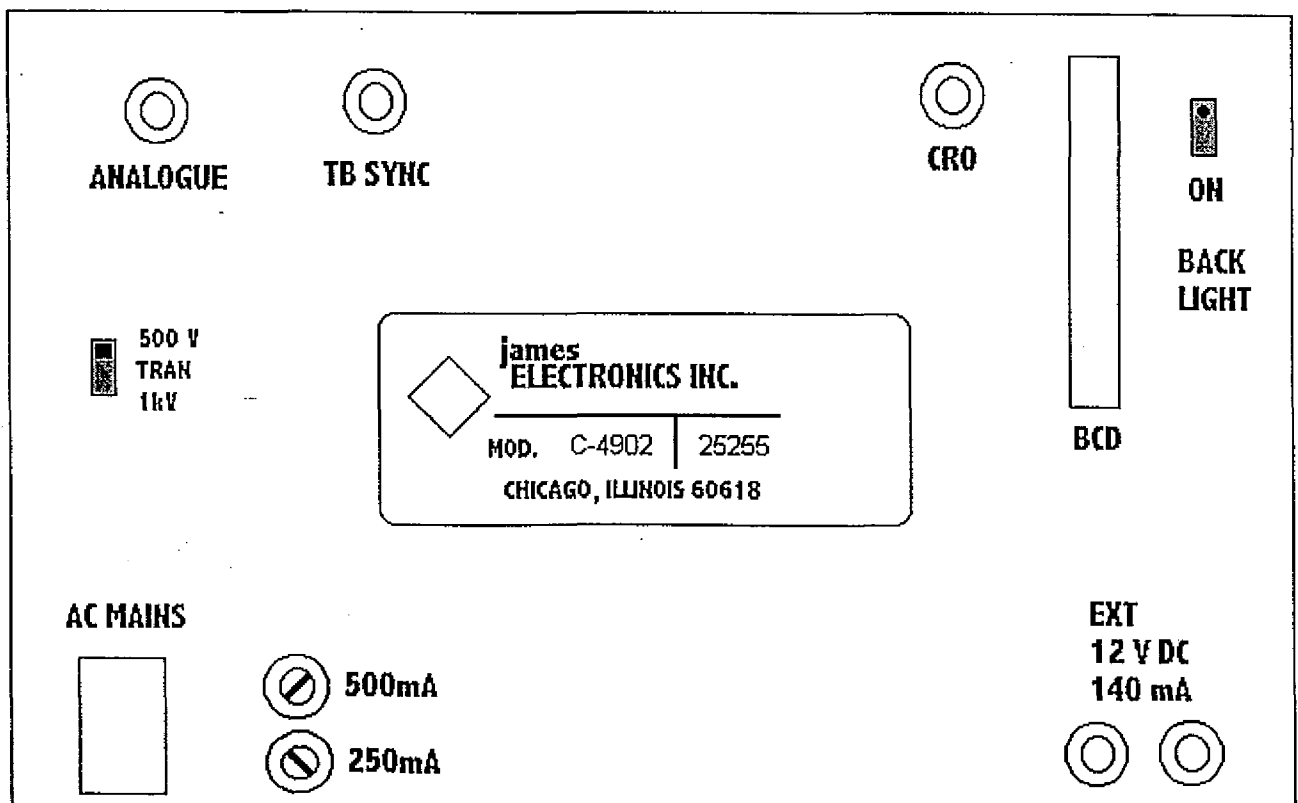 ANALOGUE
TB SYNC
CRO
ON
BACK
LIGHT
500 V
TRAN
1kV
james
ELECTRONICS INC.
MOD. C-4902 25255
CHICAGO, ILLINOIS 60618
BCD
AC MAINS
500mA
250mA
EXT
12 V DC
140 mA